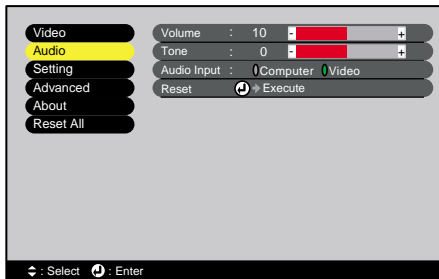 Video
Audio
Setting
Advanced
About
Reset All
Volume : 10 - +
Tone : 0 - +
Audio Input : Computer Video
Reset Execute
: Select : Enter